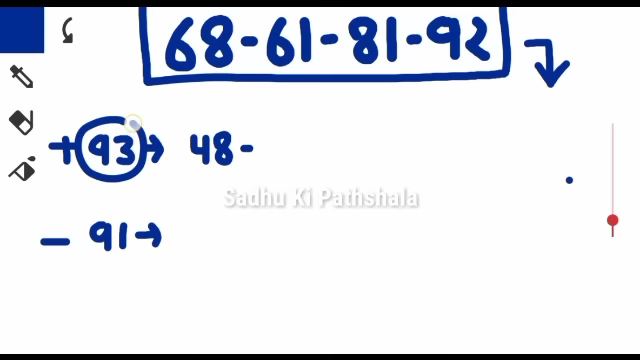 68-61-81-92
+ 93 → 48-
Sadhu Ki Pathshala
- 91 →